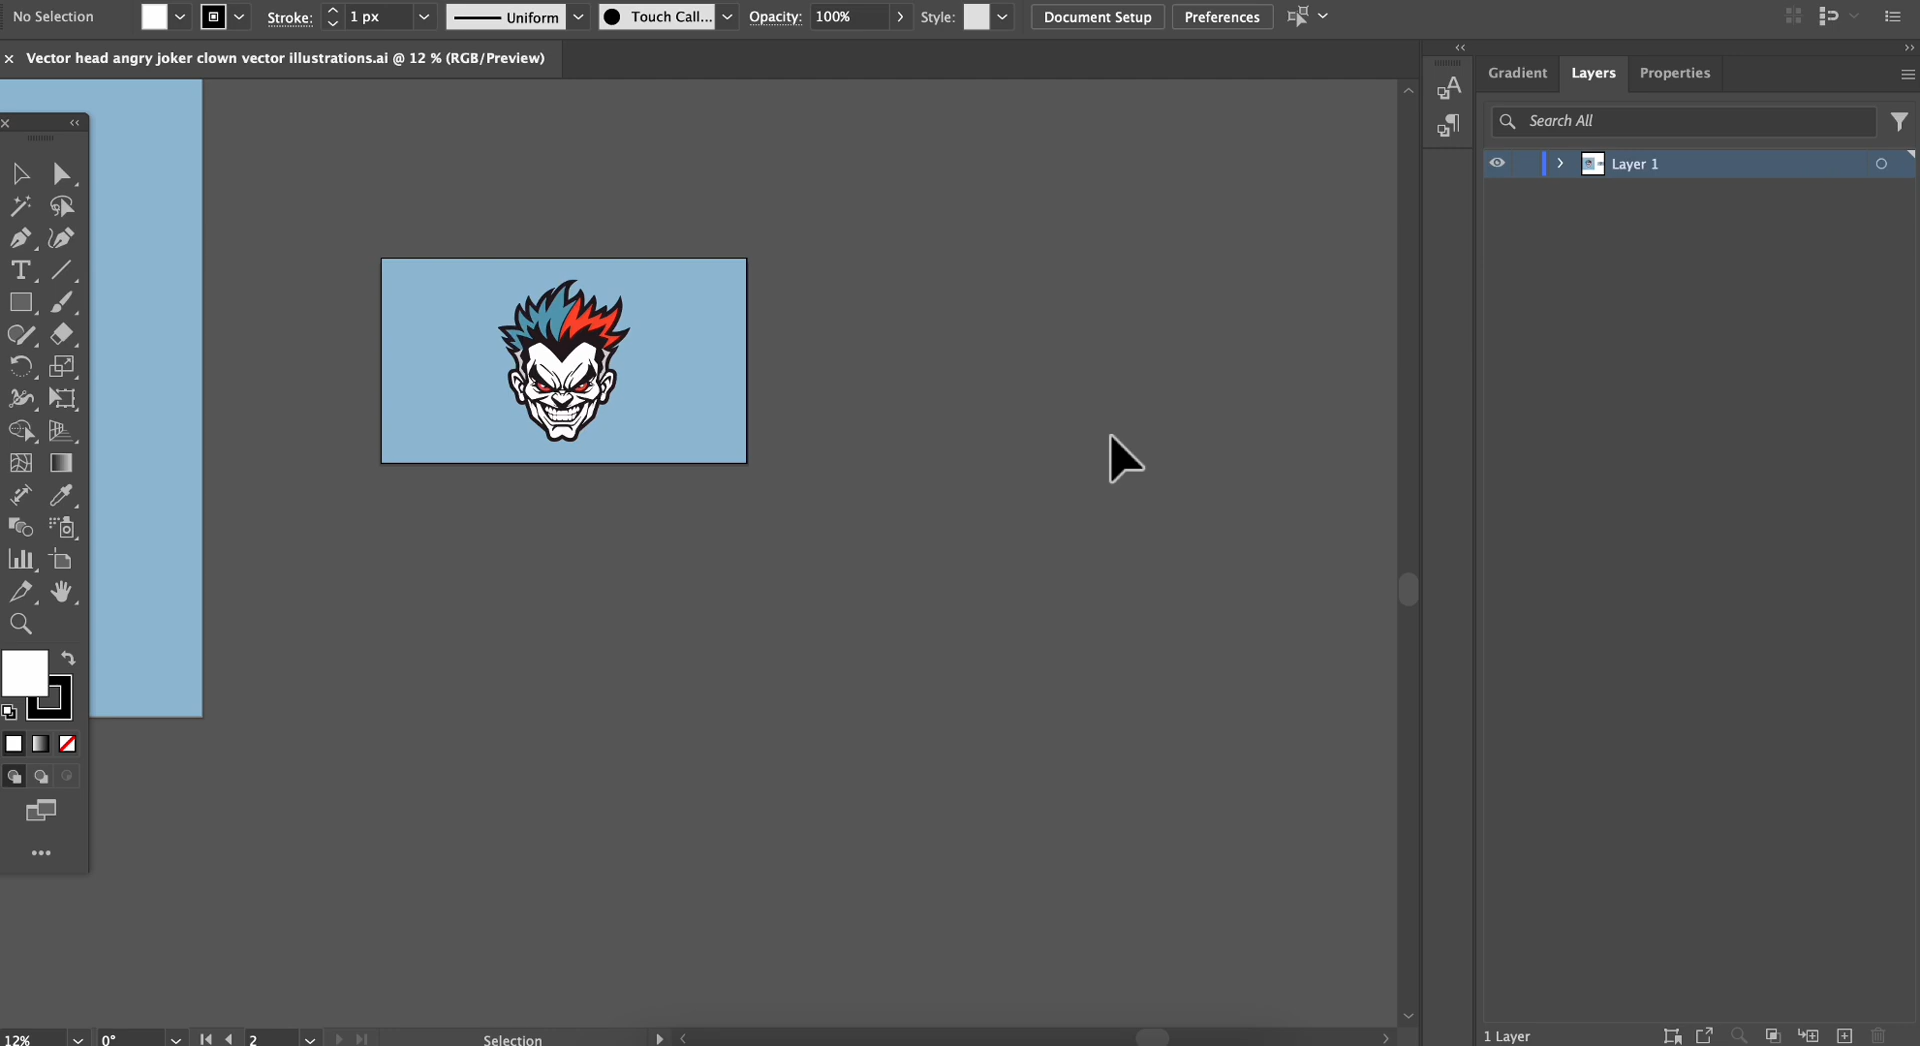 No Selection Stroke: 1 px Uniform Touch Call... Opacity: 100% Style: Document Setup Preferences
× Vector head angry joker clown vector illustrations.ai @ 12 % (RGB/Preview)
Gradient Layers Properties
Search All
Layer 1
12% 0° 2 Selection
1 Layer